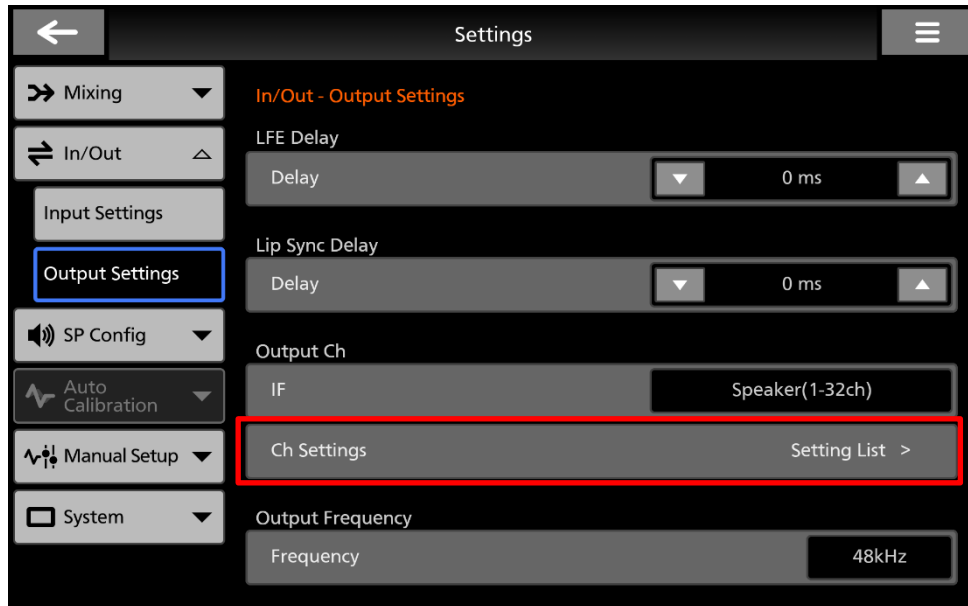 Settings
Mixing
In/Out
Input Settings
Output Settings
SP Config
Auto
Calibration
Manual Setup
System
In/Out - Output Settings
LFE Delay
Delay 0 ms
Lip Sync Delay
Delay 0 ms
Output Ch
IF Speaker(1-32ch)
Ch Settings Setting List >
Output Frequency
Frequency 48kHz